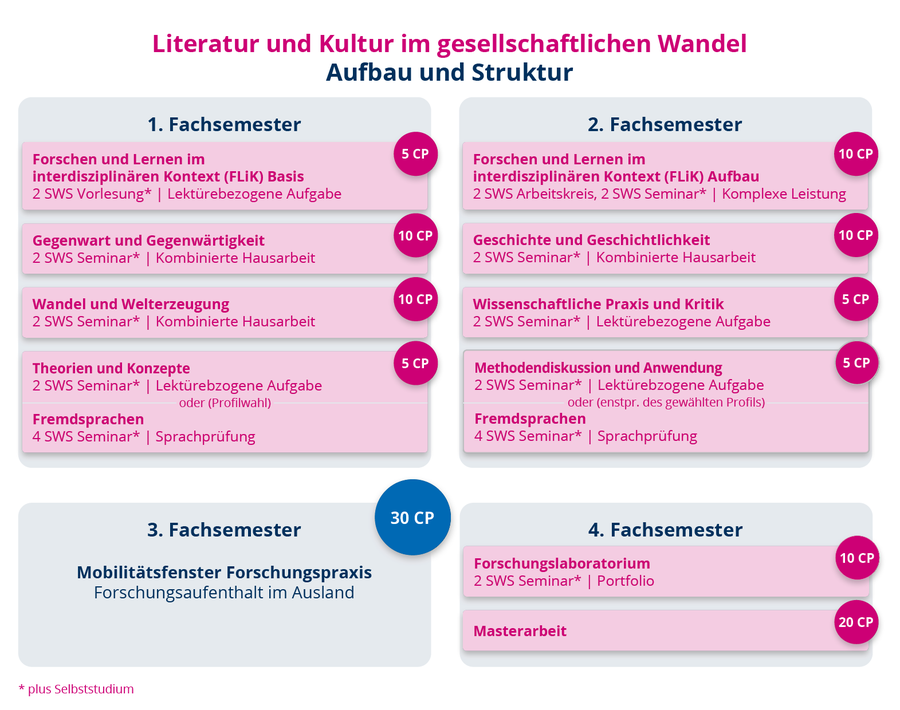 Literatur und Kultur im gesellschaftlichen Wandel
Aufbau und Struktur
1. Fachsemester
Forschen und Lernen im
interdisziplinären Kontext (FLiK) Basis
2 SWS Vorlesung* | Lektürebezogene Aufgabe
5 CP
Gegenwart und Gegenwärtigkeit
2 SWS Seminar* | Kombinierte Hausarbeit
10 CP
Wandel und Welterzeugung
2 SWS Seminar* | Kombinierte Hausarbeit
10 CP
Theorien und Konzepte
2 SWS Seminar* | Lektürebzogene Aufgabe
5 CP
oder (Profilwahl)
Fremdsprachen
4 SWS Seminar* | Sprachprüfung
2. Fachsemester
Forschen und Lernen im
interdisziplinären Kontext (FLiK) Aufbau
2 SWS Arbeitskreis, 2 SWS Seminar* | Komplexe Leistung
10 CP
Geschichte und Geschichtlichkeit
2 SWS Seminar* | Kombinierte Hausarbeit
10 CP
Wissenschaftliche Praxis und Kritik
2 SWS Seminar* | Lektürebezogene Aufgabe
5 CP
Methodendiskussion und Anwendung
2 SWS Seminar* | Lektürebzogene Aufgabe
5 CP
oder (enstpr. des gewählten Profils)
Fremdsprachen
4 SWS Seminar* | Sprachprüfung
3. Fachsemester
30 CP
Mobilitätsfenster Forschungspraxis
Forschungsaufenthalt im Ausland
4. Fachsemester
Forschungslaboratorium
2 SWS Seminar* | Portfolio
10 CP
Masterarbeit
20 CP
* plus Selbststudium